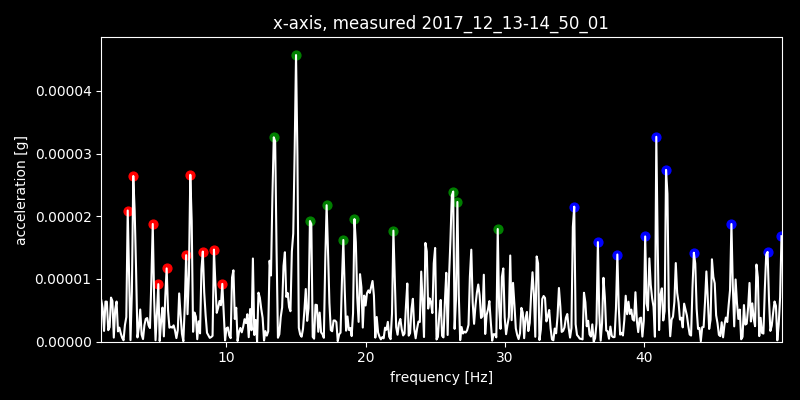 x-axis, measured 2017_12_13-14_50_01
0.00004
0.00003
0.00002
0.00001
0.00000
acceleration [g]
10 20 30 40
frequency [Hz]